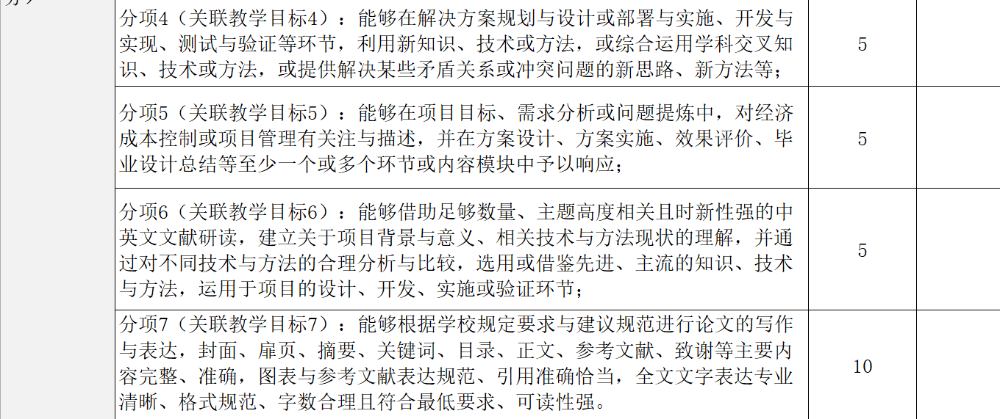 分项4（关联教学目标4）：能够在解决方案规划与设计或部署与实施、开发与
实现、测试与验证等环节，利用新知识、技术或方法，或综合运用学科交叉知
识、技术或方法，或提供解决某些矛盾关系或冲突问题的新思路、新方法等；
5
分项5（关联教学目标5）：能够在项目目标、需求分析或问题提炼中，对经济
成本控制或项目管理有关注与描述，并在方案设计、方案实施、效果评价、毕
业设计总结等至少一个或多个环节或内容模块中予以响应；
5
分项6（关联教学目标6）：能够借助足够数量、主题高度相关且时新性强的中
英文文献研读，建立关于项目背景与意义、相关技术与方法现状的理解，并通
过对不同技术与方法的合理分析与比较，选用或借鉴先进、主流的知识、技术
与方法，运用于项目的设计、开发、实施或验证环节；
5
分项7（关联教学目标7）：能够根据学校规定要求与建议规范进行论文的写作
与表达，封面、扉页、摘要、关键词、目录、正文、参考文献、致谢等主要内
容完整、准确，图表与参考文献表达规范、引用准确恰当，全文文字表达专业
清晰、格式规范、字数合理且符合最低要求、可读性强。
10